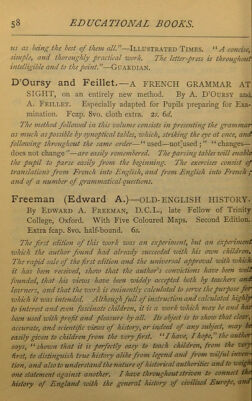 58 EDUCATIONAL BOOKS.
us as being the best of them all."—ILLUSTRATED TIMES. "A concise,
simple, and thoroughly practical work. The letter-press is throughout
intelligible and to the point."—GUARDIAN.
D'Oursy and Feillet.—A FRENCH GRAMMAR AT
SIGHT, on an entirely new method. By A. D'OURSY and
A. FEILLET. Especially adapted for Pupils preparing for Exa-
mination. Fcap. 8vo. cloth extra. 2s. 6d.
The method followed in this volume consists in presenting the grammar
as much as possible by synoptical tables, which, striking the eye at once, and
following throughout the same order—"used—not used;" "changes—
does not change"—are easily remembered. The parsing tables will enable
the pupil to parse easily from the beginning. The exercises consist of
translations from French into English, and from English into French;
and of a number of grammatical questions.
Freeman (Edward A.)—OLD-ENGLISH HISTORY.
By EDWARD A. FREEMAN, D.C.L., late Fellow of Trinity
College, Oxford. With Five Coloured Maps. Second Edition.
Extra fcap. 8vo. half-bound. 6s.
The first edition of this work was an experiment, but an experiment
which the author found had already succeeded with his own children.
The rapid sale of the first edition and the universal approval with which
it has been received, show that the author's convictions have been well
founded, that his views have been widely accepted both by teachers and
learners, and that the work is eminently calculated to serve the purpose for
which it was intended. Although full of instruction and calculated highly
to interest and even fascinate children, it is a work which may be and has
been used with profit and pleasure by all. Its object is to show that clear,
accurate, and scientific views of history, or indeed of any subject, may be
easily given to children from the very first. "I have, I hope," the author
says, "shown that it is perfectly easy to teach children, from the very
first, to distinguish true history alike from legend and from wilful inven-
tion, and also to understand the nature of historical authorities and to weigh
one statement against another. I have throughout striven to connect the
history of England with the general history of civilized Europe, and